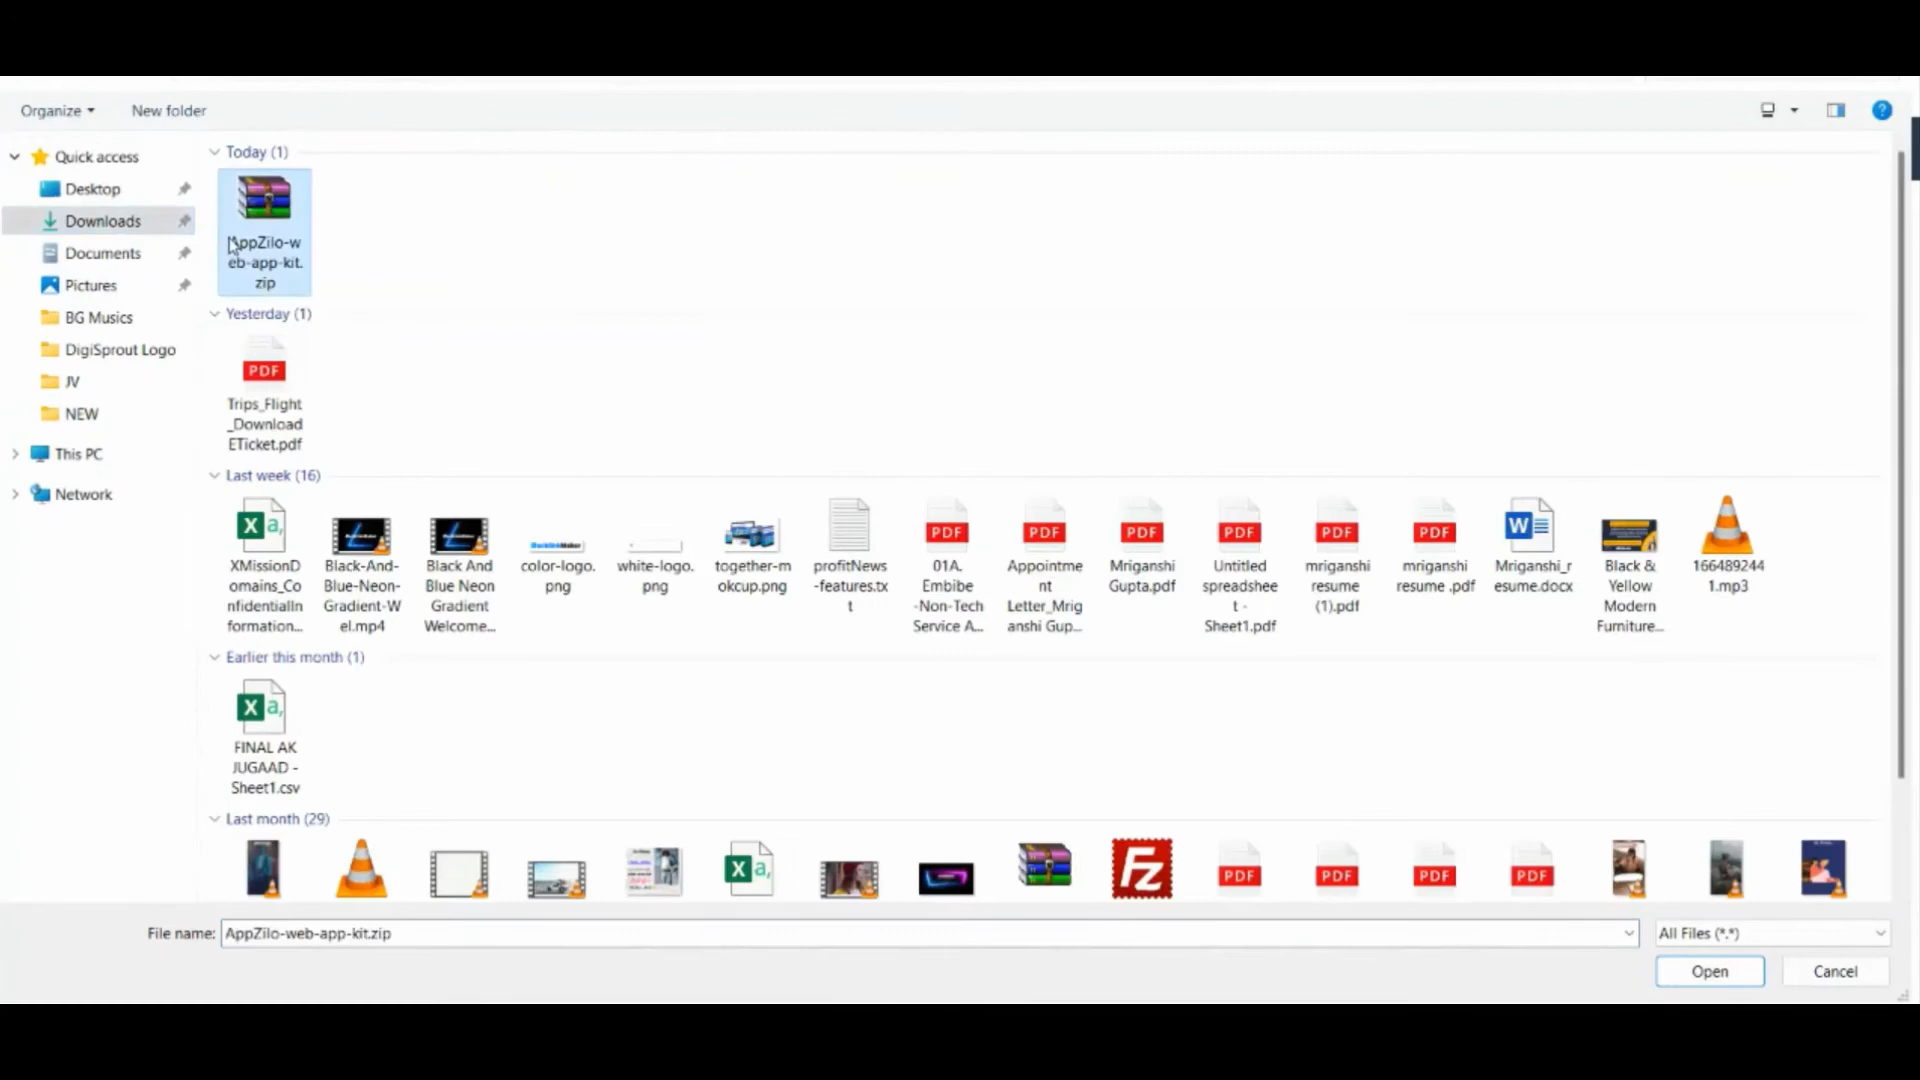 Organize
New folder
Quick access
Desktop
Downloads
Documents
Pictures
BG Musics
DigiSprout Logo
JV
NEW
This PC
Network
Today (1)
AppZilo-w
eb-app-kit.
zip
Yesterday (1)
PDF
Trips_Flight
_Download
ETicket.pdf
Last week (16)
XMissionD
omains_Co
nfidentialIn
formation...
Black-And-
Blue-Neon-
Gradient-W
el.mp4
Black And
Blue Neon
Gradient
Welcome...
color-logo.
png
white-logo.
png
together-m
ockup.png
profitNews
-features.tx
t
PDF
01A.
Embibe
-Non-Tech
Service A...
PDF
Appointme
nt
Letter_Mrig
anshi Gup...
PDF
Mriganshi
Gupta.pdf
PDF
Untitled
spreadshee
t -
Sheet1.pdf
PDF
mriganshi
resume
(1).pdf
PDF
mriganshi
resume .pdf
W
Mriganshi_r
esume.docx
Black &
Yellow
Modern
Furniture...
166489244
1.mp3
Earlier this month (1)
X a,
FINAL AK
JUGAAD -
Sheet1.csv
Last month (29)
X a,
FZ
PDF
PDF
PDF
PDF
File name:
AppZilo-web-app-kit.zip
All Files (*.*)
Open
Cancel